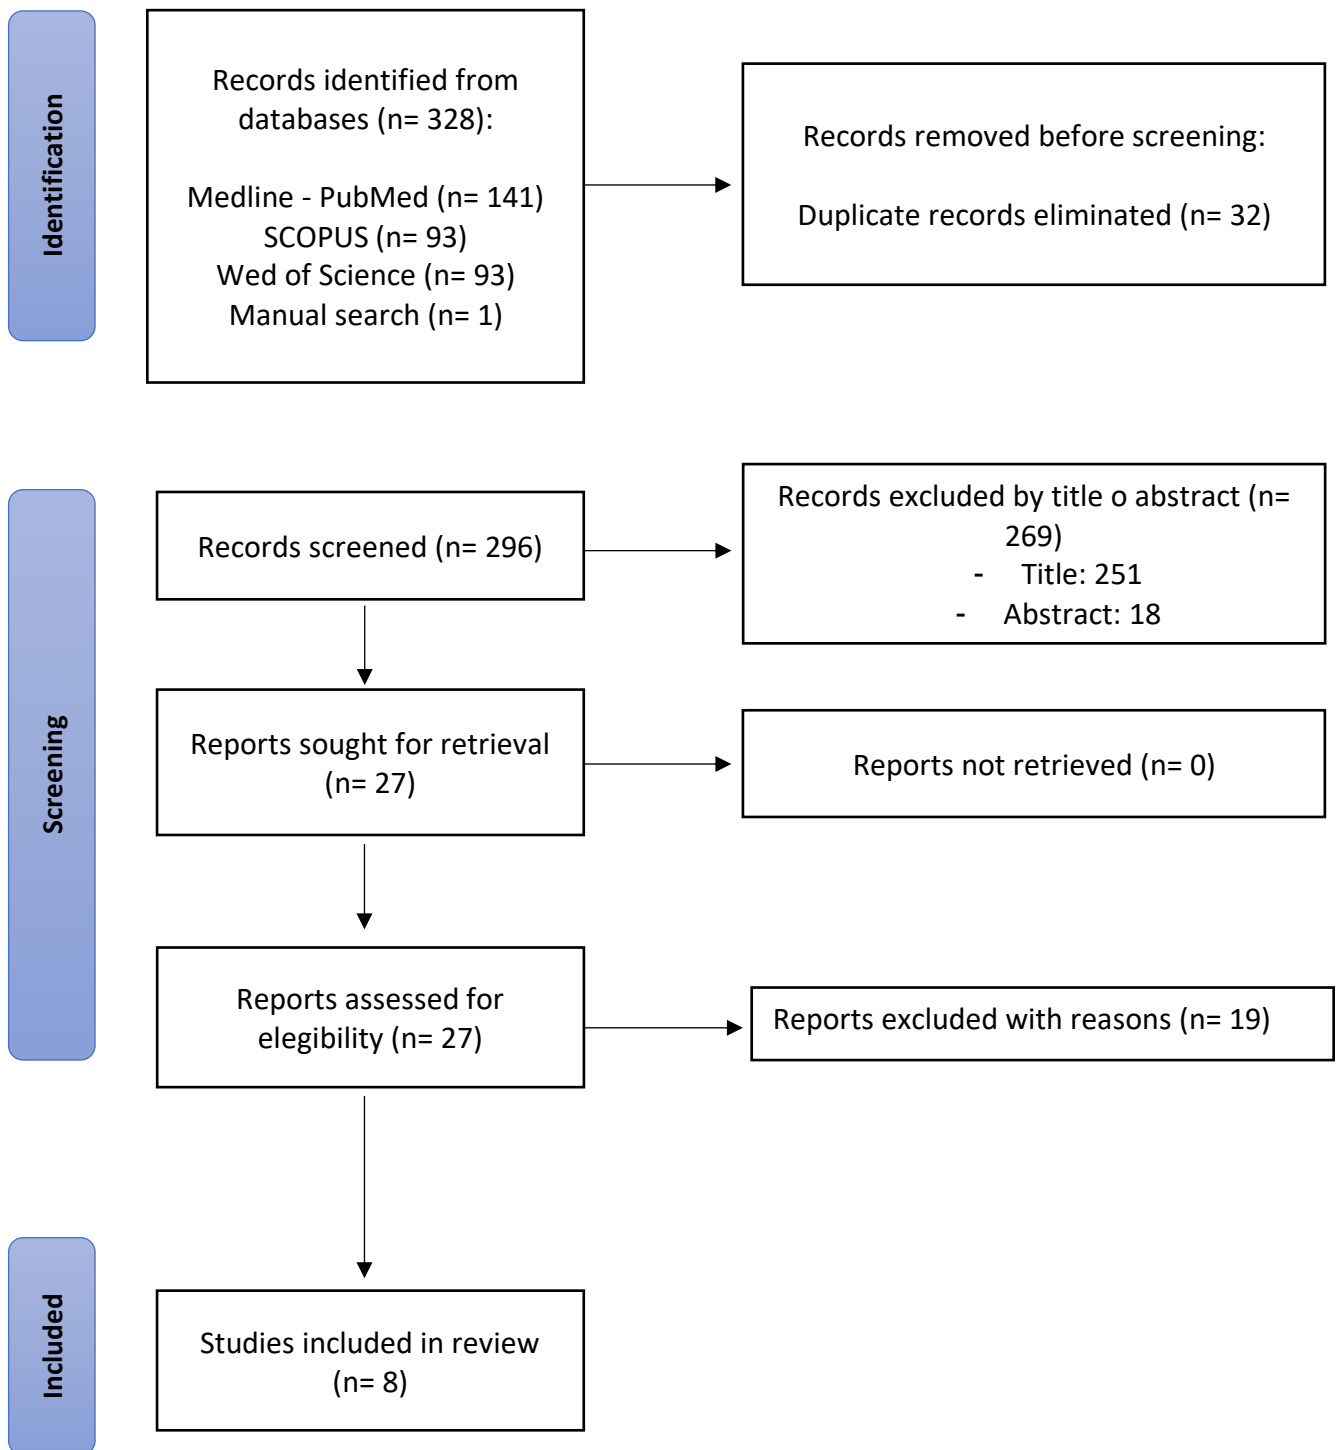 Identification
Records identified from
databases (n= 328):
Medline - PubMed (n= 141)
SCOPUS (n= 93)
Wed of Science (n= 93)
Manual search (n= 1)
Records removed before screening:
Duplicate records eliminated (n= 32)
Screening
Records screened (n= 296)
Records excluded by title o abstract (n=
269)
- Title: 251
- Abstract: 18
Reports sought for retrieval
(n= 27)
Reports not retrieved (n= 0)
Reports assessed for
elegibility (n= 27)
Reports excluded with reasons (n= 19)
Included
Studies included in review
(n= 8)